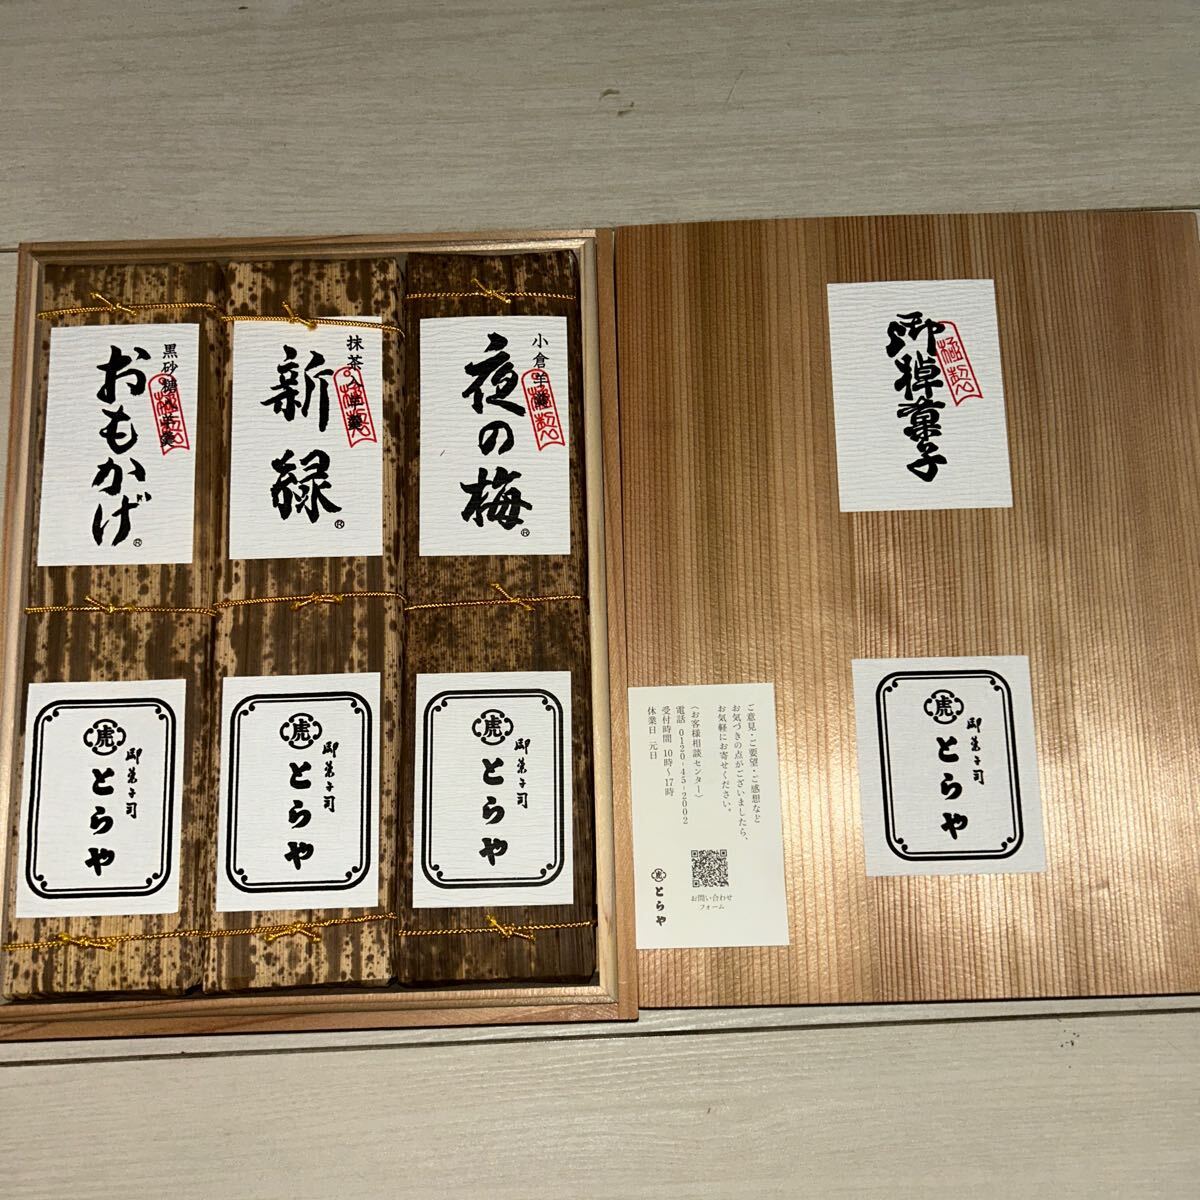 黒砂糖入羊羹
おもかげ®
御菓子司
虎
とらや
抹茶入羊羹
新緑®
御菓子司
虎
とらや
小倉羊羹
夜の梅®
御菓子司
虎
とらや
御棹菓子
極製
御菓子司
虎
とらや
ご意見・ご要望・ご感想など
お気づきの点がございましたら、
お気軽にお寄せください。
〈お客様相談センター〉
電話 0120-45-2002
受付時間 10時～17時
休業日 元日
お問い合わせ
フォーム
虎
とらや